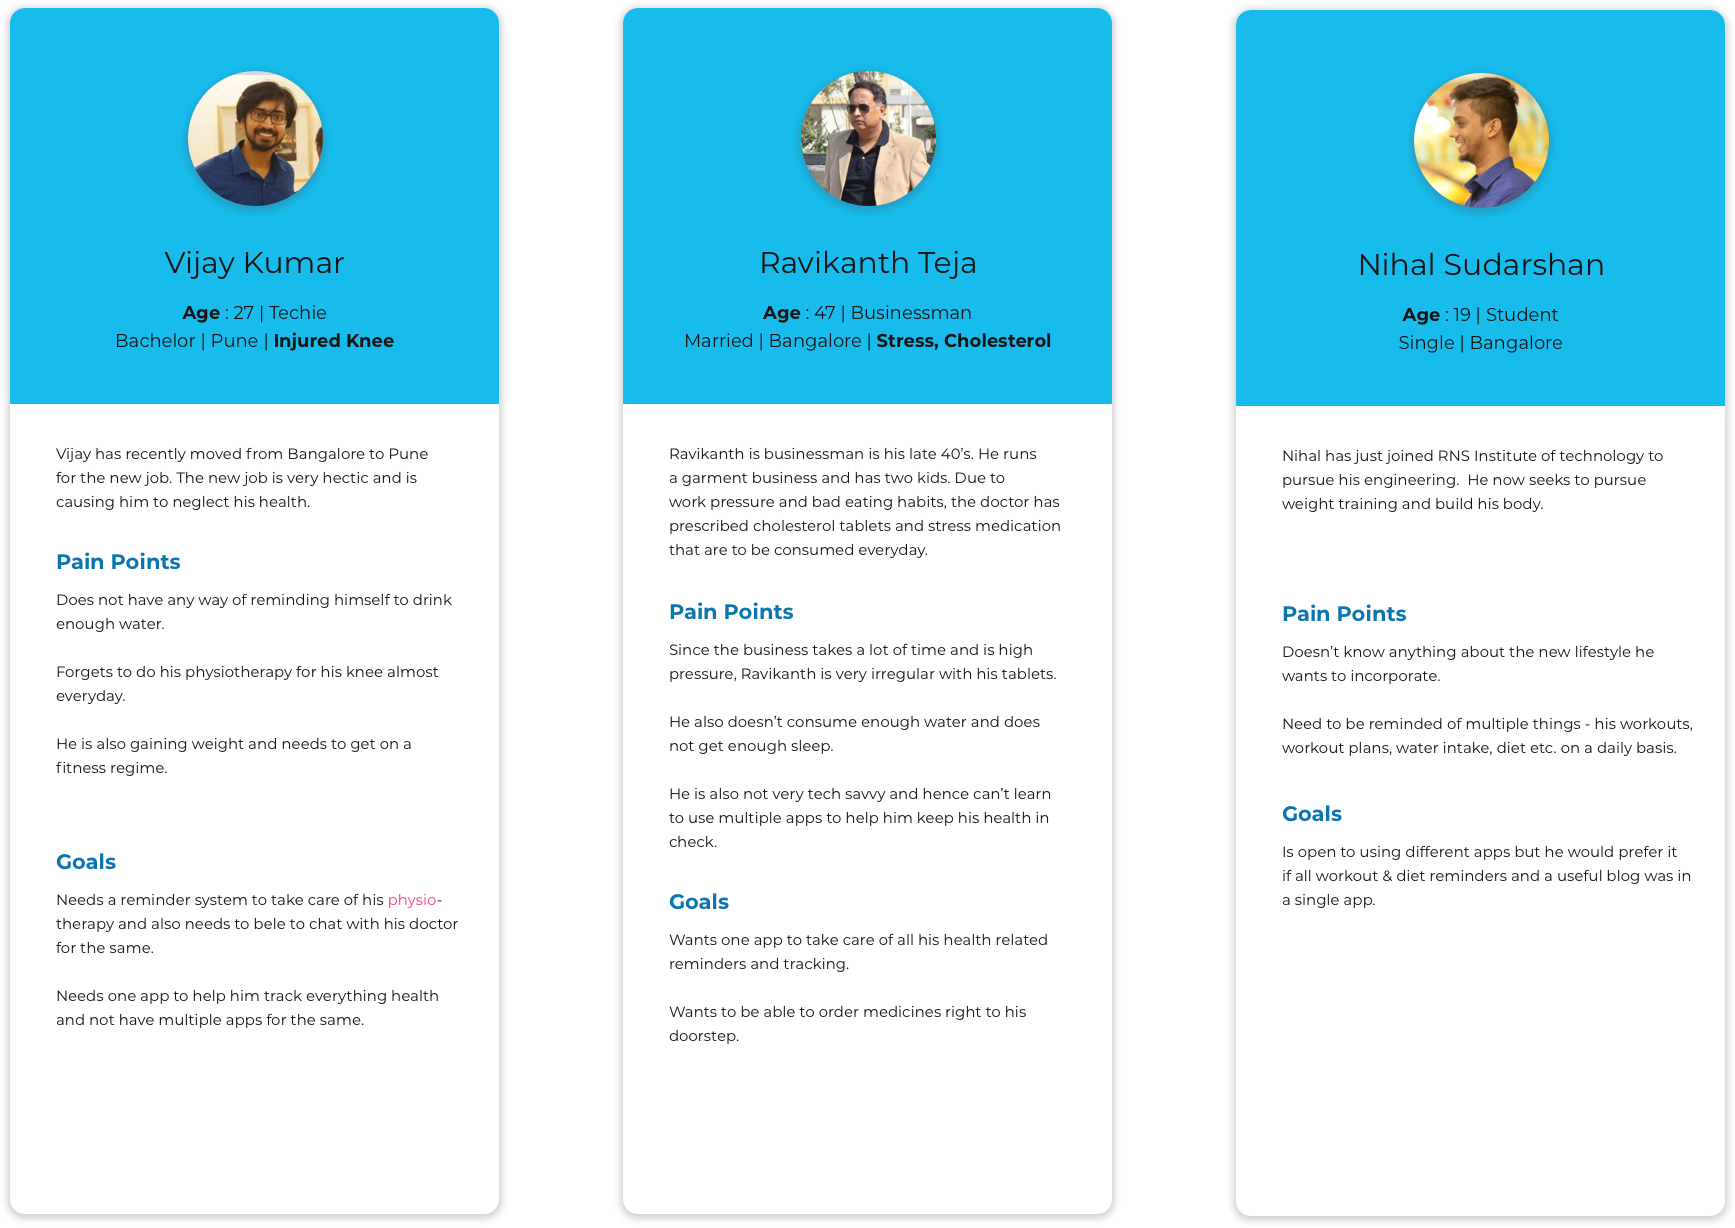 Vijay Kumar
Age : 27 | Techie
Bachelor | Pune | Injured Knee
Vijay has recently moved from Bangalore to Pune
for the new job. The new job is very hectic and is
causing him to neglect his health.
Pain Points
Does not have any way of reminding himself to drink
enough water.
Forgets to do his physiotherapy for his knee almost
everyday.
He is also gaining weight and needs to get on a
fitness regime.
Goals
Needs a reminder system to take care of his physio-
therapy and also needs to bele to chat with his doctor
for the same.
Needs one app to help him track everything health
and not have multiple apps for the same.
Ravikanth Teja
Age : 47 | Businessman
Married | Bangalore | Stress, Cholesterol
Ravikanth is businessman is his late 40’s. He runs
a garment business and has two kids. Due to
work pressure and bad eating habits, the doctor has
prescribed cholesterol tablets and stress medication
that are to be consumed everyday.
Pain Points
Since the business takes a lot of time and is high
pressure, Ravikanth is very irregular with his tablets.
He also doesn’t consume enough water and does
not get enough sleep.
He is also not very tech savvy and hence can’t learn
to use multiple apps to help him keep his health in
check.
Goals
Wants one app to take care of all his health related
reminders and tracking.
Wants to be able to order medicines right to his
doorstep.
Nihal Sudarshan
Age : 19 | Student
Single | Bangalore
Nihal has just joined RNS Institute of technology to
pursue his engineering.  He now seeks to pursue
weight training and build his body.
Pain Points
Doesn’t know anything about the new lifestyle he
wants to incorporate.
Need to be reminded of multiple things - his workouts,
workout plans, water intake, diet etc. on a daily basis.
Goals
Is open to using different apps but he would prefer it
if all workout & diet reminders and a useful blog was in
a single app.